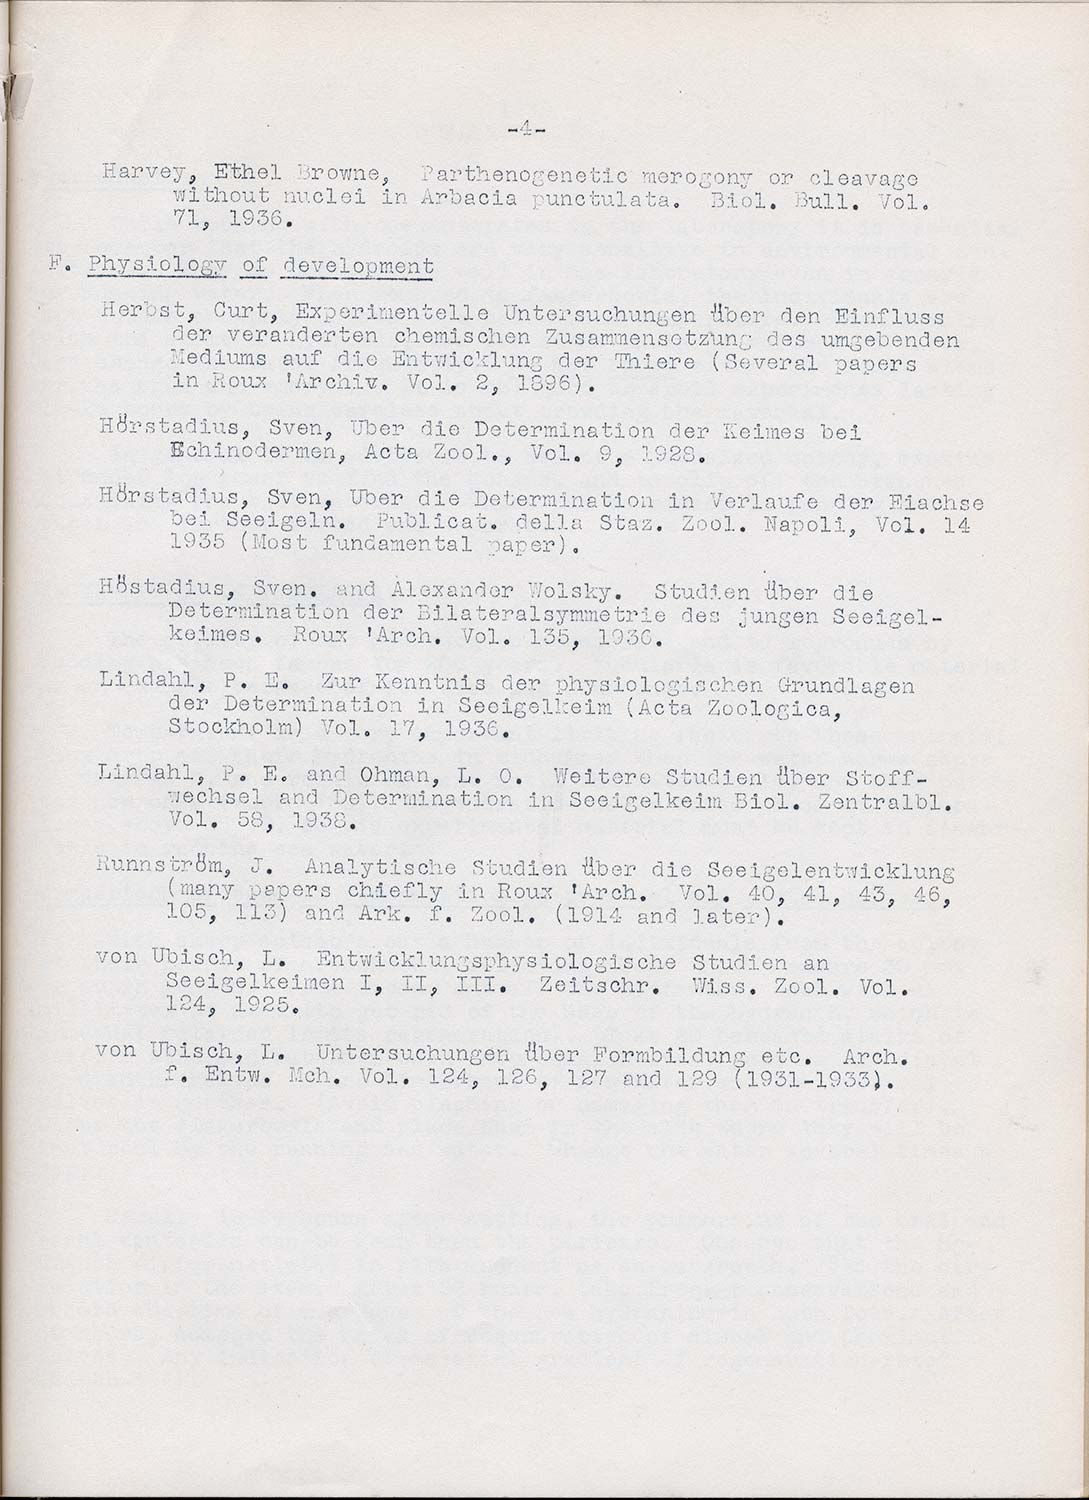 -4-
Harvey, Ethel Browne, Parthenogenetic merogony or cleavage
without nuclei in Arbacia punctulata. Biol. Bull. Vol.
71, 1936.
F. Physiology of development
Herbst, Curt, Experimentelle Untersuchungen über den Einfluss
der veranderten chemischen Zusammensetzung des umgebenden
Mediums auf die Entwicklung der Thiere (Several papers
in Roux 'Archiv. Vol. 2, 1896).
Hörstadius, Sven, Uber die Determination der Keimes bei
Echinodermen, Acta Zool., Vol. 9, 1928.
Hörstadius, Sven, Uber die Determination in Verlaufe der Eiachse
bei Seeigeln. Publicat. della Staz. Zool. Napoli, Vol. 14
1935 (Most fundamental paper).
Höstadius, Sven. and Alexander Wolsky. Studien über die
Determination der Bilateralsymmetrie des jungen Seeigel-
keimes. Roux 'Arch. Vol. 135, 1936.
Lindahl, P. E. Zur Kenntnis der physiologischen Grundlagen
der Determination in Seeigelkeim (Acta Zoologica,
Stockholm) Vol. 17, 1936.
Lindahl, P. E. and Ohman, L. O. Weitere Studien über Stoff-
wechsel and Determination in Seeigelkeim Biol. Zentralbl.
Vol. 58, 1938.
Runnström, J. Analytische Studien über die Seeigelentwicklung
(many papers chiefly in Roux 'Arch. Vol. 40, 41, 43, 46,
105, 113) and Ark. f. Zool. (1914 and later).
von Ubisch, L. Entwicklungsphysiologische Studien an
Seeigelkeimen I, II, III. Zeitschr. Wiss. Zool. Vol.
124, 1925.
von Ubisch, L. Untersuchungen über Formbildung etc. Arch.
f. Entw. Mch. Vol. 124, 126, 127 and 129 (1931-1933).